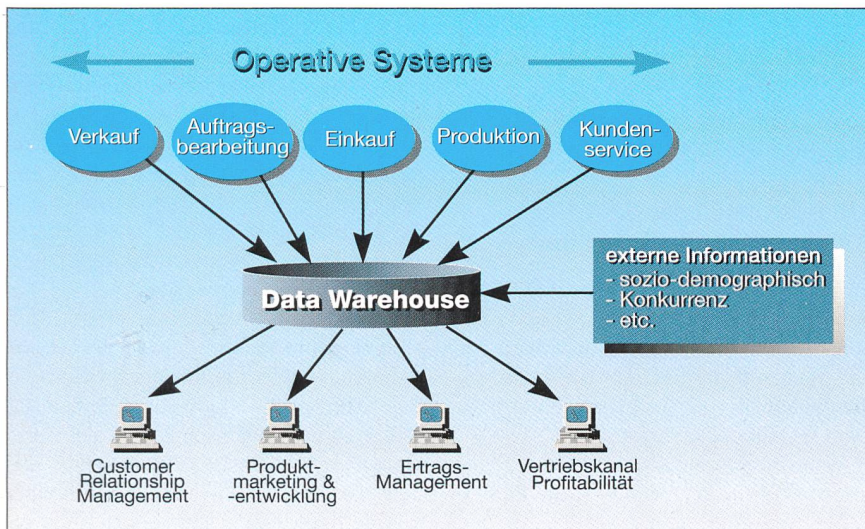 Operative Systeme
Verkauf
Auftrags-
bearbeitung
Einkauf
Produktion
Kunden-
service
externe Informationen
- sozio-demographisch
- Konkurrenz
- etc.
Data Warehouse
Customer
Relationship
Management
Produkt-
marketing &
-entwicklung
Ertrags-
Management
Vertriebskanal
Profitabilität